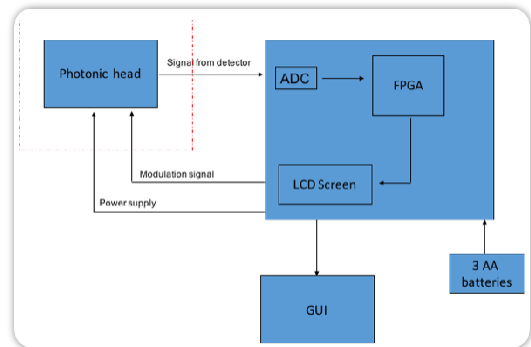 Photonic head
Signal from detector
ADC
FPGA
Modulation signal
LCD Screen
Power supply
3 AA
batteries
GUI